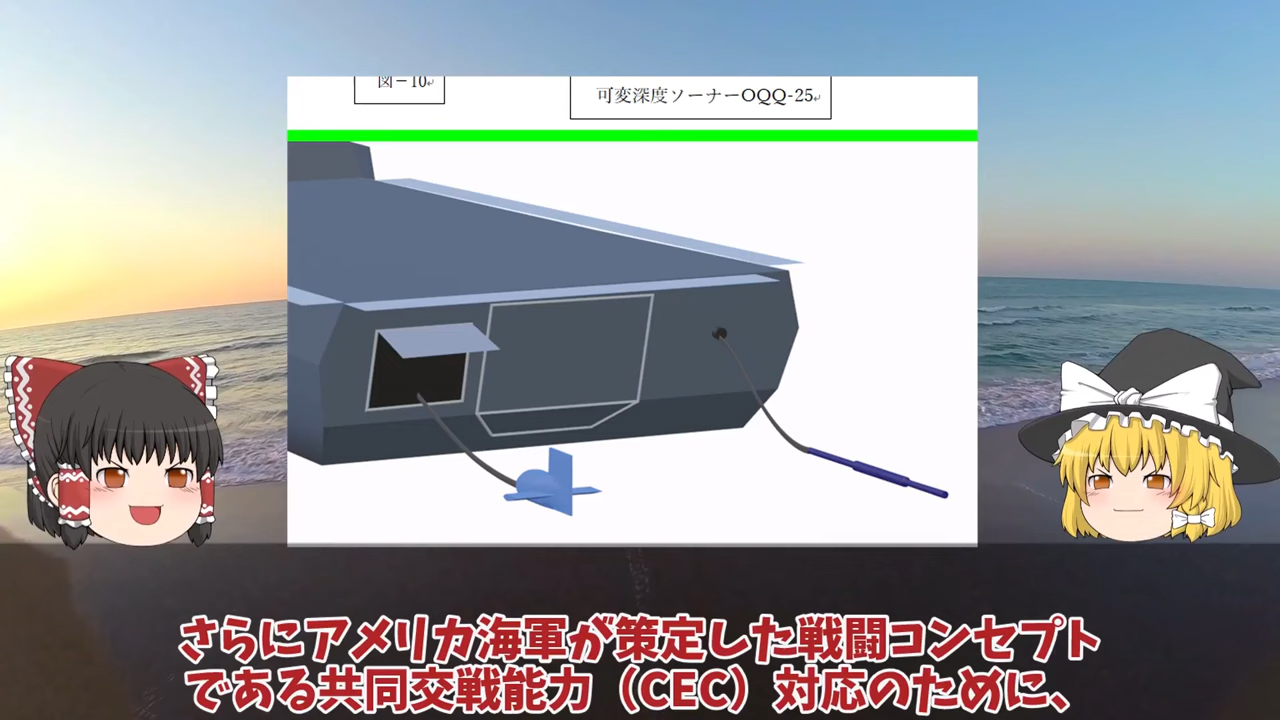 図－10
可変深度ソーナーOQQ-25
さらにアメリカ海軍が策定した戦闘コンセプト
である共同交戦能力（CEC）対応のために、